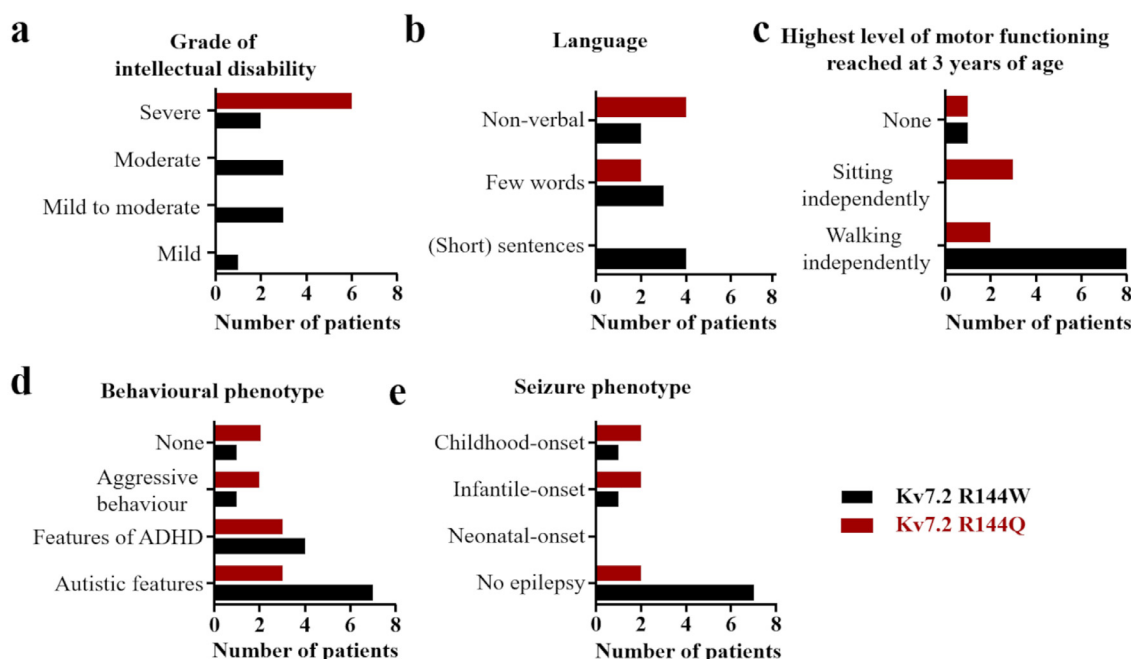 a
Grade of
intellectual disability
Severe
Moderate
Mild to moderate
Mild
0 2 4 6 8
Number of patients
b
Language
Non-verbal
Few words
(Short) sentences
0 2 4 6 8
Number of patients
c
Highest level of motor functioning
reached at 3 years of age
None
Sitting
independently
Walking
independently
0 2 4 6 8
Number of patients
d
Behavioural phenotype
None
Aggressive
behaviour
Features of ADHD
Autistic features
0 2 4 6 8
Number of patients
e
Seizure phenotype
Childhood-onset
Infantile-onset
Neonatal-onset
No epilepsy
0 2 4 6 8
Number of patients
Kv7.2 R144W
Kv7.2 R144Q